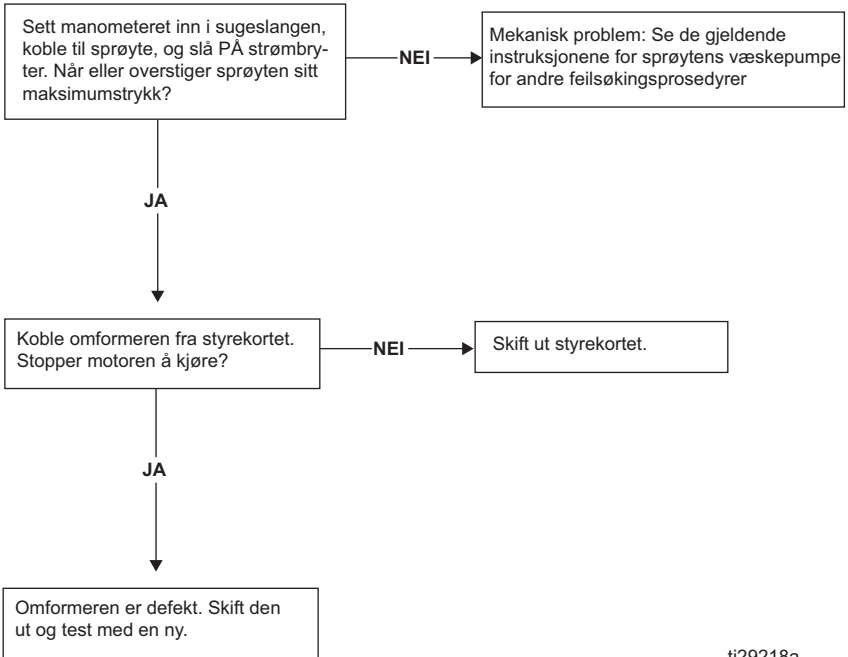 Sett manometeret inn i sugeslangen,
koble til sprøyte, og slå PÅ strømbry-
ter. Når eller overstiger sprøyten sitt
maksimumstrykk?
NEI
Mekanisk problem: Se de gjeldende
instruksjonene for sprøytens væskepumpe
for andre feilsøkingsprosedyrer
JA
Koble omformeren fra styrekortet.
Stopper motoren å kjøre?
NEI
Skift ut styrekortet.
JA
Omformeren er defekt. Skift den
ut og test med en ny.
ti29218a